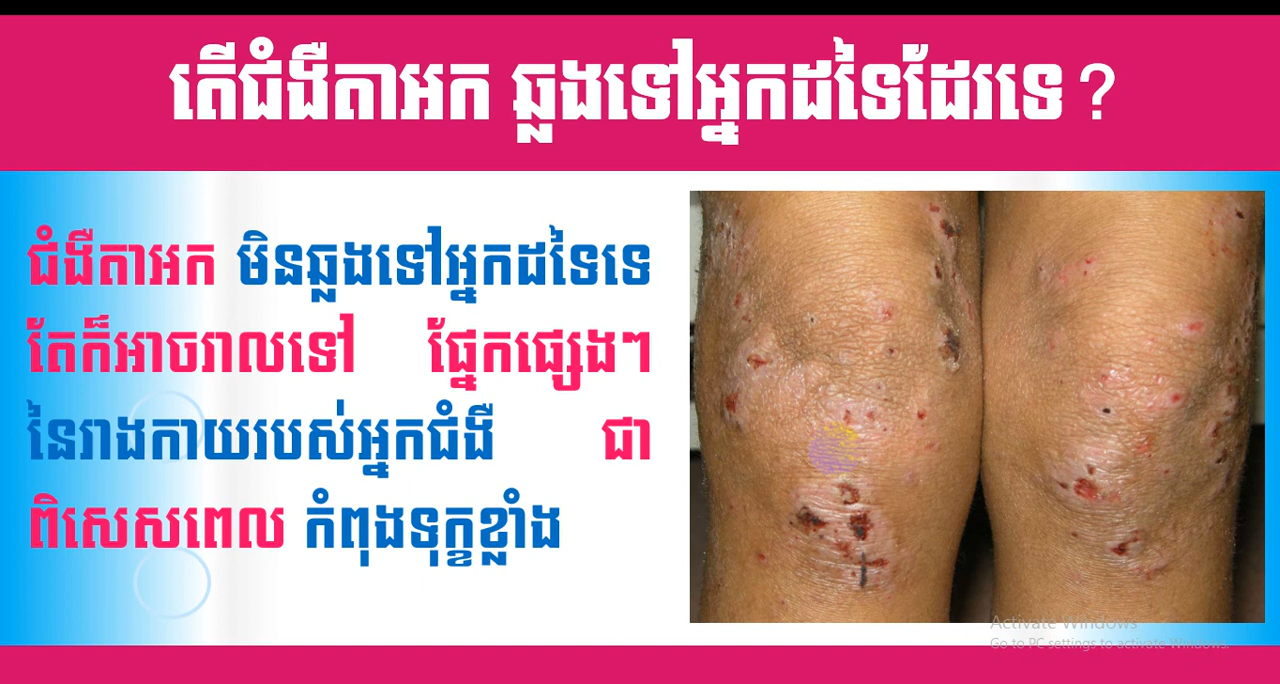 តើជំងឺតាអក ឆ្លងទៅអ្នកដទៃដែរទេ?
ជំងឺតាអក មិនឆ្លងទៅអ្នកដទៃទេ
តែក៏អាចរាលទៅ ផ្នែកផ្សេងៗ
នៃរាងកាយរបស់អ្នកជំងឺ ជា
ពិសេសពេល កំពុងទុក្ខខ្លាំង
Activate Windows
Go to PC settings to activate Windows.